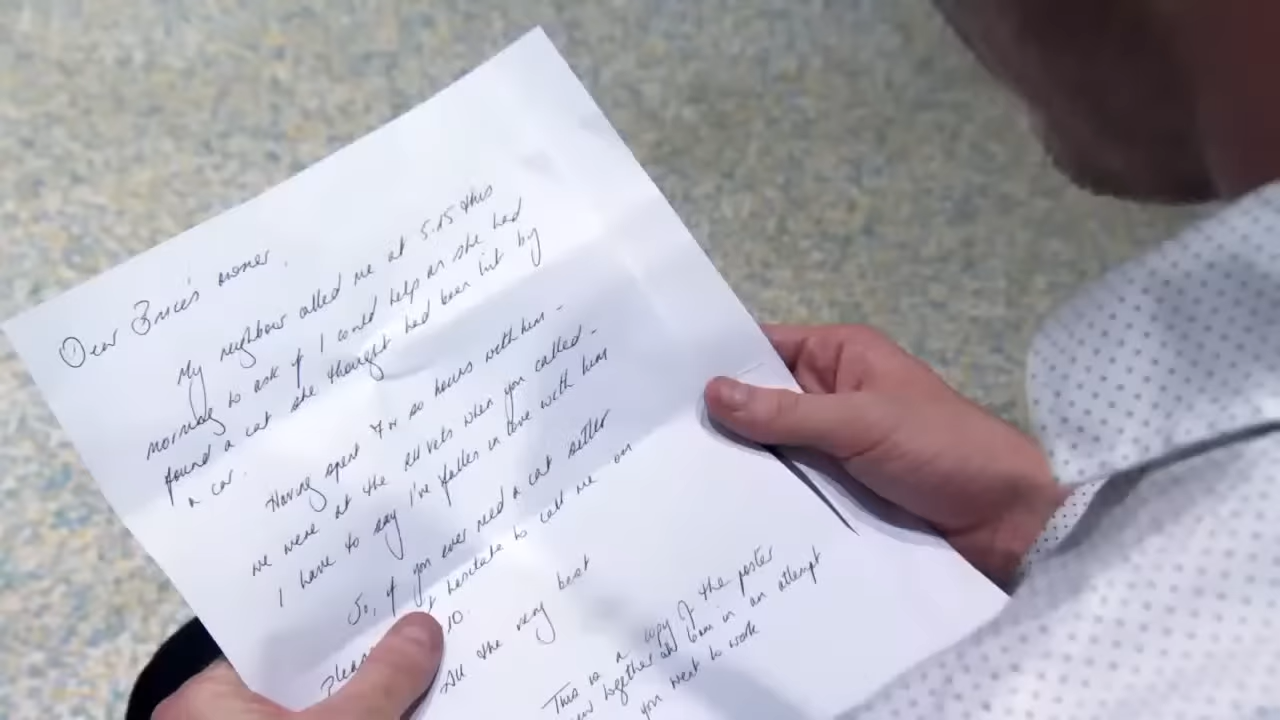 Dear Bruce's owner,
My neighbour called me at 5.15 this
morning to ask if I could help as she had
found a cat she thought had been hit by
a car.
Having spent 7 or so hours with him -
we were at the vets when you called -
I have to say I've fallen in love with him
So, if you ever need a cat sitter
pleas hesitate to call me on
10.
All the very best
This is a copy of the poster
together at 6am in an attempt
you went to work